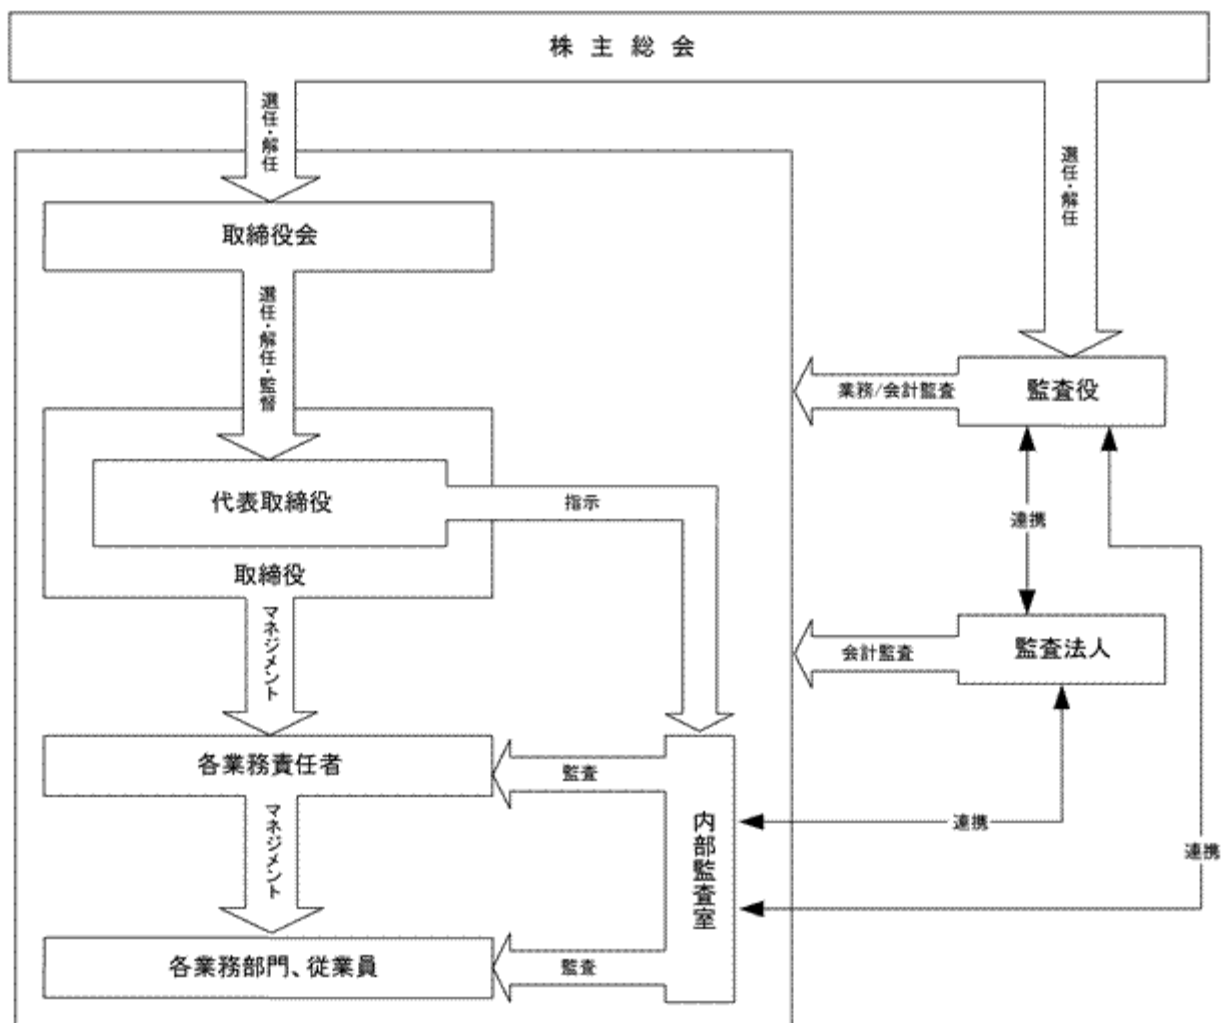 株主総会
選任・解任
選任・解任
取締役会
選任・解任・監督
業務/会計監査
監査役
代表取締役
指示
連携
取締役
マネジメント
会計監査
監査法人
各業務責任者
監査
マネジメント
内部監査室
連携
連携
各業務部門、従業員
監査